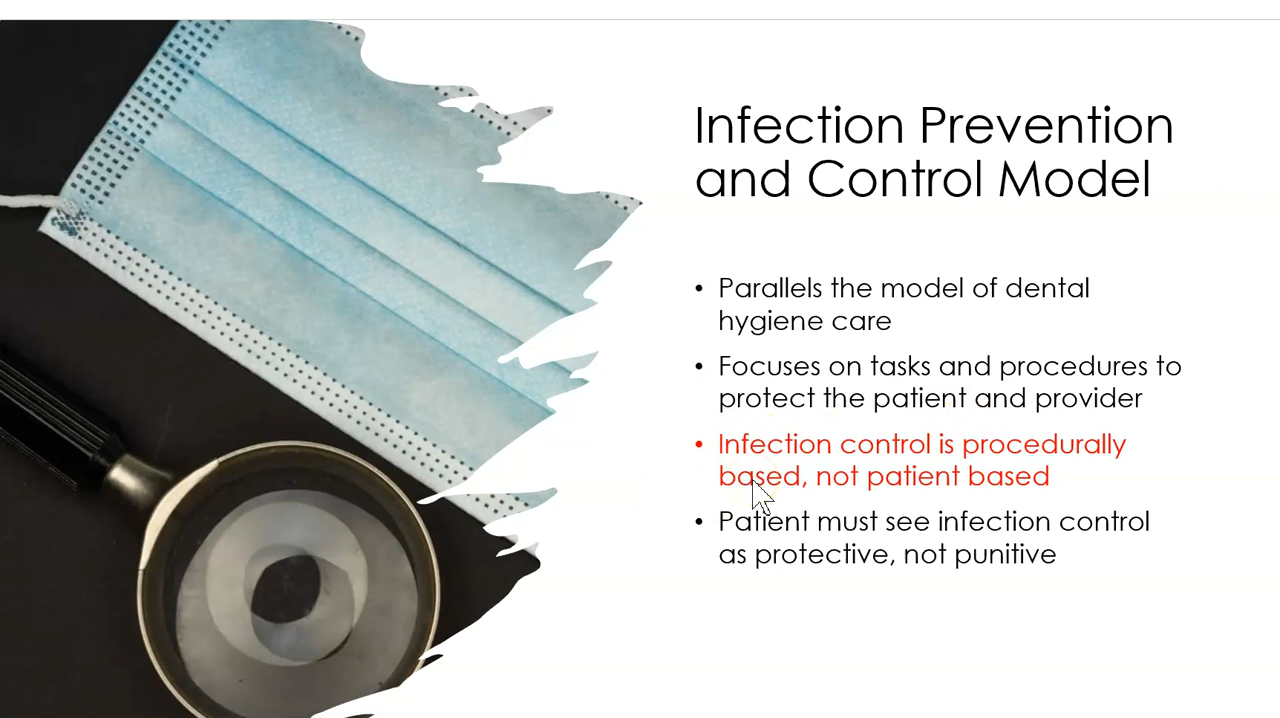 Infection Prevention
and Control Model
• Parallels the model of dental
hygiene care
• Focuses on tasks and procedures to
protect the patient and provider
• Infection control is procedurally
based, not patient based
• Patient must see infection control
as protective, not punitive